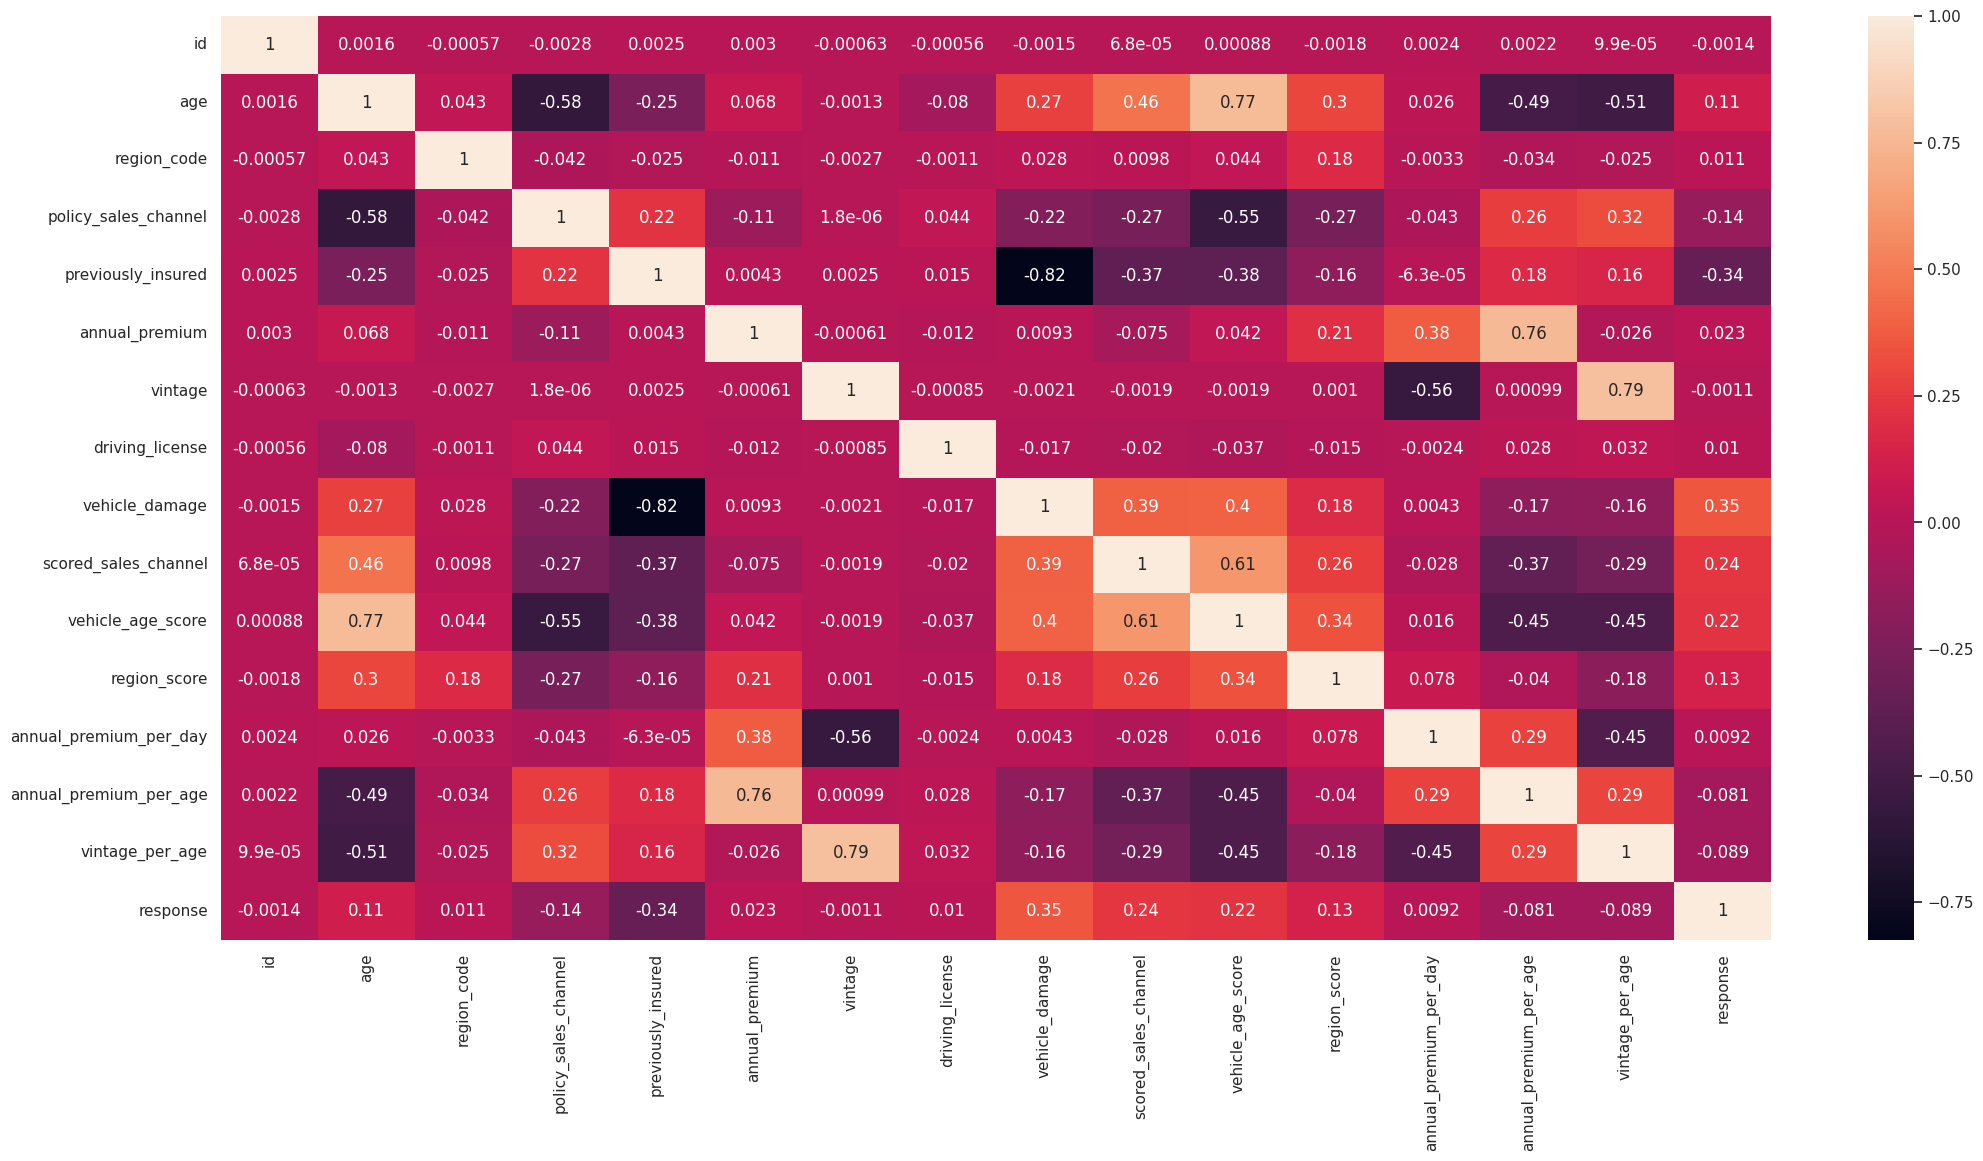 id 1 0.0016 -0.00057 -0.0028 0.0025 0.003 -0.00063 -0.00056 -0.0015 6.8e-05 0.00088 -0.0018 0.0024 0.0022 9.9e-05 -0.0014
age 0.0016 1 0.043 -0.58 -0.25 0.068 -0.0013 -0.08 0.27 0.46 0.77 0.3 0.026 -0.49 -0.51 0.11
region_code -0.00057 0.043 1 -0.042 -0.025 -0.011 -0.0027 -0.0011 0.028 0.0098 0.044 0.18 -0.0033 -0.034 -0.025 0.011
policy_sales_channel -0.0028 -0.58 -0.042 1 0.22 -0.11 1.8e-06 0.044 -0.22 -0.27 -0.55 -0.27 -0.043 0.26 0.32 -0.14
previously_insured 0.0025 -0.25 -0.025 0.22 1 0.0043 0.0025 0.015 -0.82 -0.37 -0.38 -0.16 -6.3e-05 0.18 0.16 -0.34
annual_premium 0.003 0.068 -0.011 -0.11 0.0043 1 -0.00061 -0.012 0.0093 -0.075 0.042 0.21 0.38 0.76 -0.026 0.023
vintage -0.00063 -0.0013 -0.0027 1.8e-06 0.0025 -0.00061 1 -0.00085 -0.0021 -0.0019 -0.0019 0.001 -0.56 0.00099 0.79 -0.0011
driving_license -0.00056 -0.08 -0.0011 0.044 0.015 -0.012 -0.00085 1 -0.017 -0.02 -0.037 -0.015 -0.0024 0.028 0.032 0.01
vehicle_damage -0.0015 0.27 0.028 -0.22 -0.82 0.0093 -0.0021 -0.017 1 0.39 0.4 0.18 0.0043 -0.17 -0.16 0.35
scored_sales_channel 6.8e-05 0.46 0.0098 -0.27 -0.37 -0.075 -0.0019 -0.02 0.39 1 0.61 0.26 -0.028 -0.37 -0.29 0.24
vehicle_age_score 0.00088 0.77 0.044 -0.55 -0.38 0.042 -0.0019 -0.037 0.4 0.61 1 0.34 0.016 -0.45 -0.45 0.22
region_score -0.0018 0.3 0.18 -0.27 -0.16 0.21 0.001 -0.015 0.18 0.26 0.34 1 0.078 -0.04 -0.18 0.13
annual_premium_per_day 0.0024 0.026 -0.0033 -0.043 -6.3e-05 0.38 -0.56 -0.0024 0.0043 -0.028 0.016 0.078 1 0.29 -0.45 0.0092
annual_premium_per_age 0.0022 -0.49 -0.034 0.26 0.18 0.76 0.00099 0.028 -0.17 -0.37 -0.45 -0.04 0.29 1 0.29 -0.081
vintage_per_age 9.9e-05 -0.51 -0.025 0.32 0.16 -0.026 0.79 0.032 -0.16 -0.29 -0.45 -0.18 -0.45 0.29 1 -0.089
response -0.0014 0.11 0.011 -0.14 -0.34 0.023 -0.0011 0.01 0.35 0.24 0.22 0.13 0.0092 -0.081 -0.089 1
id
age
region_code
policy_sales_channel
previously_insured
annual_premium
vintage
driving_license
vehicle_damage
scored_sales_channel
vehicle_age_score
region_score
annual_premium_per_day
annual_premium_per_age
vintage_per_age
response
1.00
0.75
0.50
0.25
0.00
−0.25
−0.50
−0.75